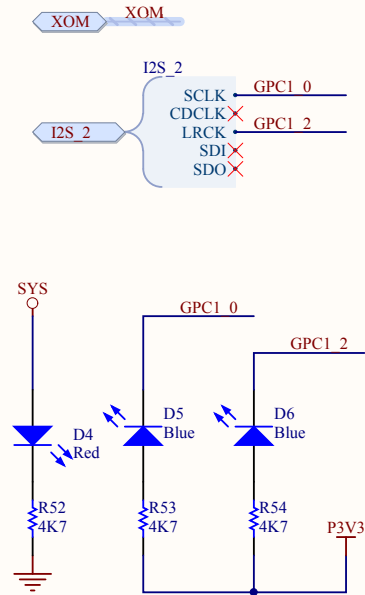 XOM XOM
I2S_2
SCLK GPC1_0
CDCLK
I2S_2 LRCK GPC1_2
SDI
SDO
SYS
GPC1_0
GPC1_2
D4 D5 D6
Red Blue Blue
R52 R53 R54 P3V3
4K7 4K7 4K7